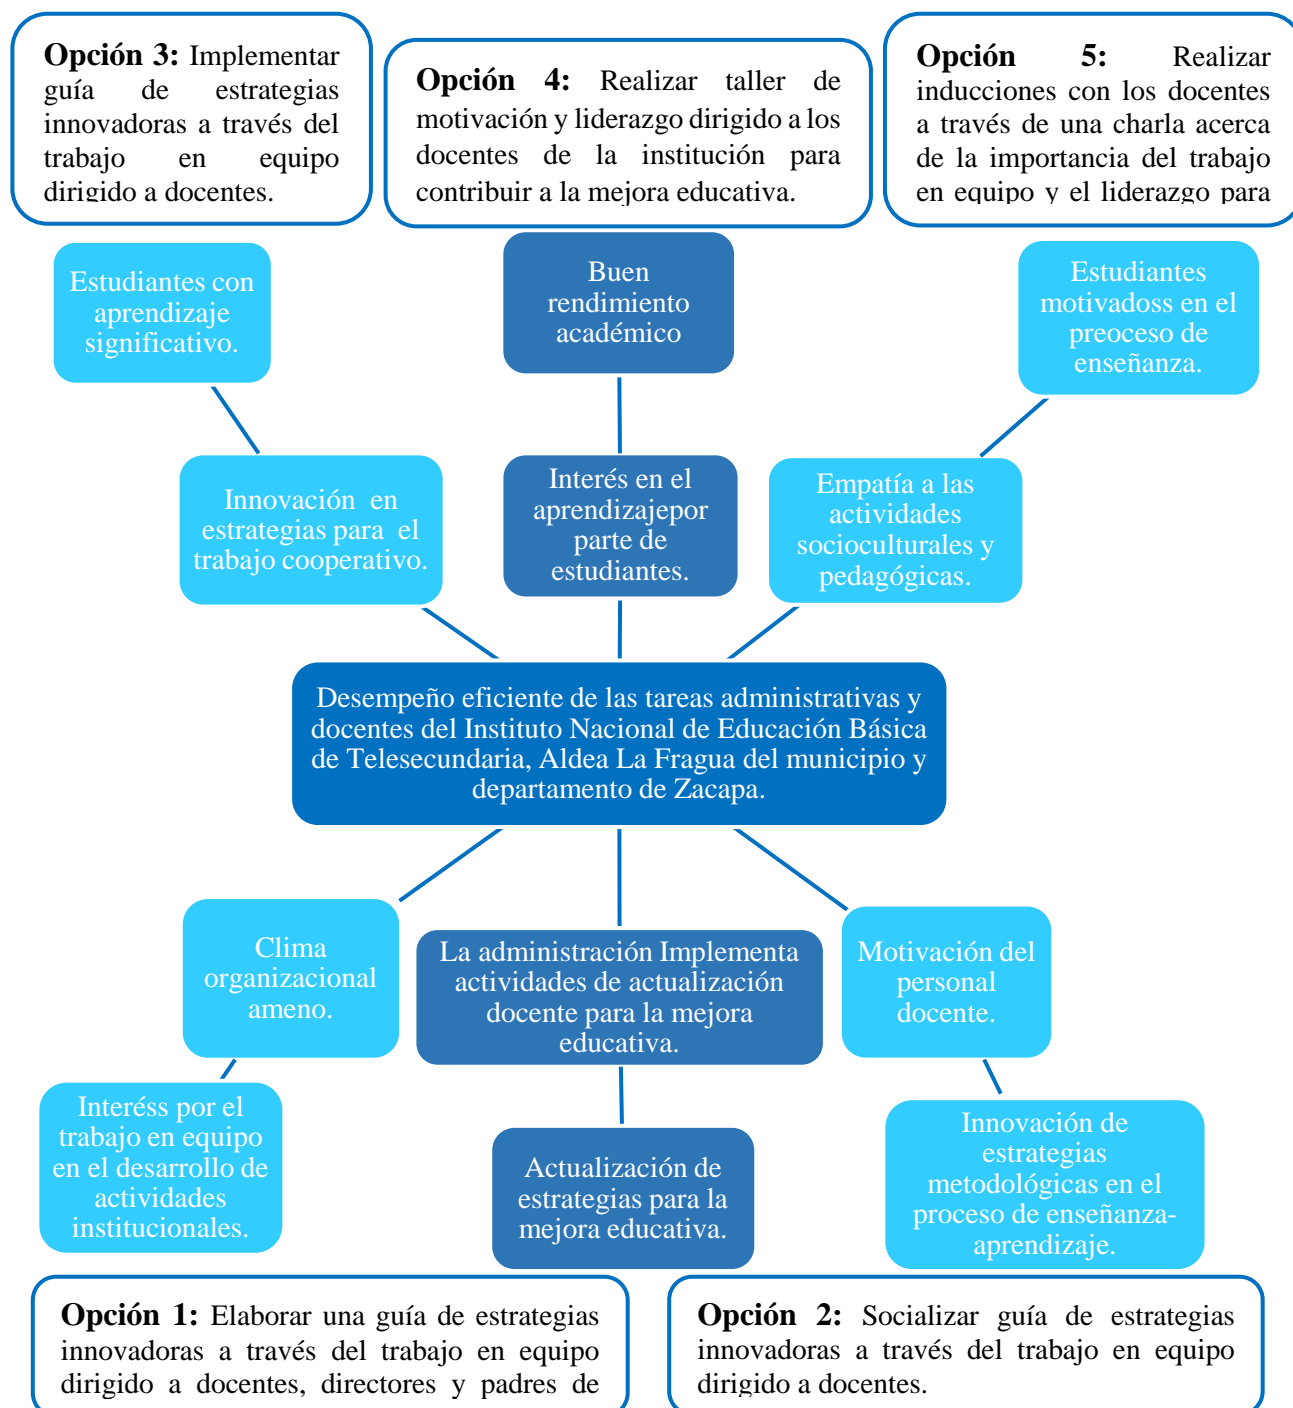 Opción 3: Implementar
guía de estrategias
innovadoras a través del
trabajo en equipo
dirigido a docentes.
Opción 4: Realizar taller de
motivación y liderazgo dirigido a los
docentes de la institución para
contribuir a la mejora educativa.
Opción 5: Realizar
inducciones con los docentes
a través de una charla acerca
de la importancia del trabajo
en equipo y el liderazgo para
Estudiantes con
aprendizaje
significativo.
Buen
rendimiento
académico
Estudiantes
motivadoss en el
preoceso de
enseñanza.
Innovación en
estrategias para el
trabajo cooperativo.
Interés en el
aprendizajepor
parte de
estudiantes.
Empatía a las
actividades
socioculturales y
pedagógicas.
Desempeño eficiente de las tareas administrativas y
docentes del Instituto Nacional de Educación Básica
de Telesecundaria, Aldea La Fragua del municipio y
departamento de Zacapa.
Clima
organizacional
ameno.
La administración Implementa
actividades de actualización
docente para la mejora
educativa.
Motivación del
personal
docente.
Interéss por el
trabajo en equipo
en el desarrollo de
actividades
institucionales.
Actualización de
estrategias para la
mejora educativa.
Innovación de
estrategias
metodológicas en el
proceso de enseñanza-
aprendizaje.
Opción 1: Elaborar una guía de estrategias
innovadoras a través del trabajo en equipo
dirigido a docentes, directores y padres de
Opción 2: Socializar guía de estrategias
innovadoras a través del trabajo en equipo
dirigido a docentes.